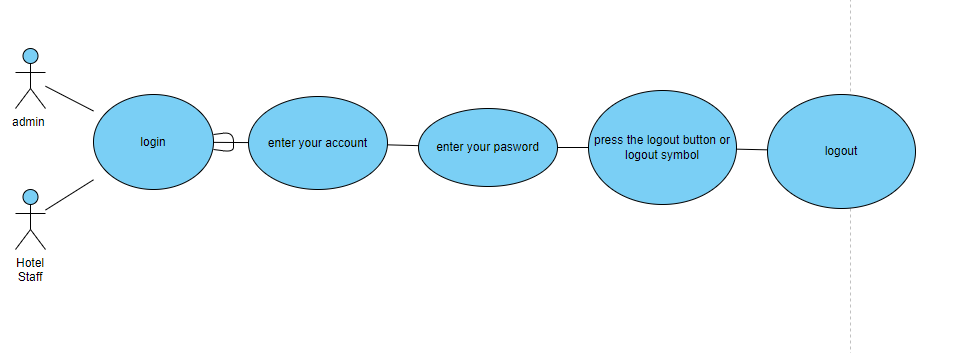 admin
login
enter your account
enter your pasword
press the logout button or
logout symbol
logout
Hotel
Staff